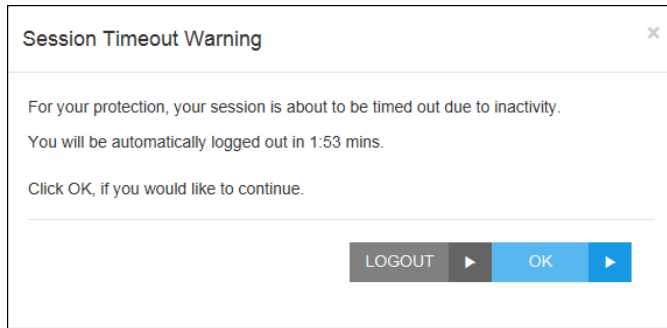 Session Timeout Warning
For your protection, your session is about to be timed out due to inactivity.
You will be automatically logged out in 1:53 mins.
Click OK, if you would like to continue.
LOGOUT OK